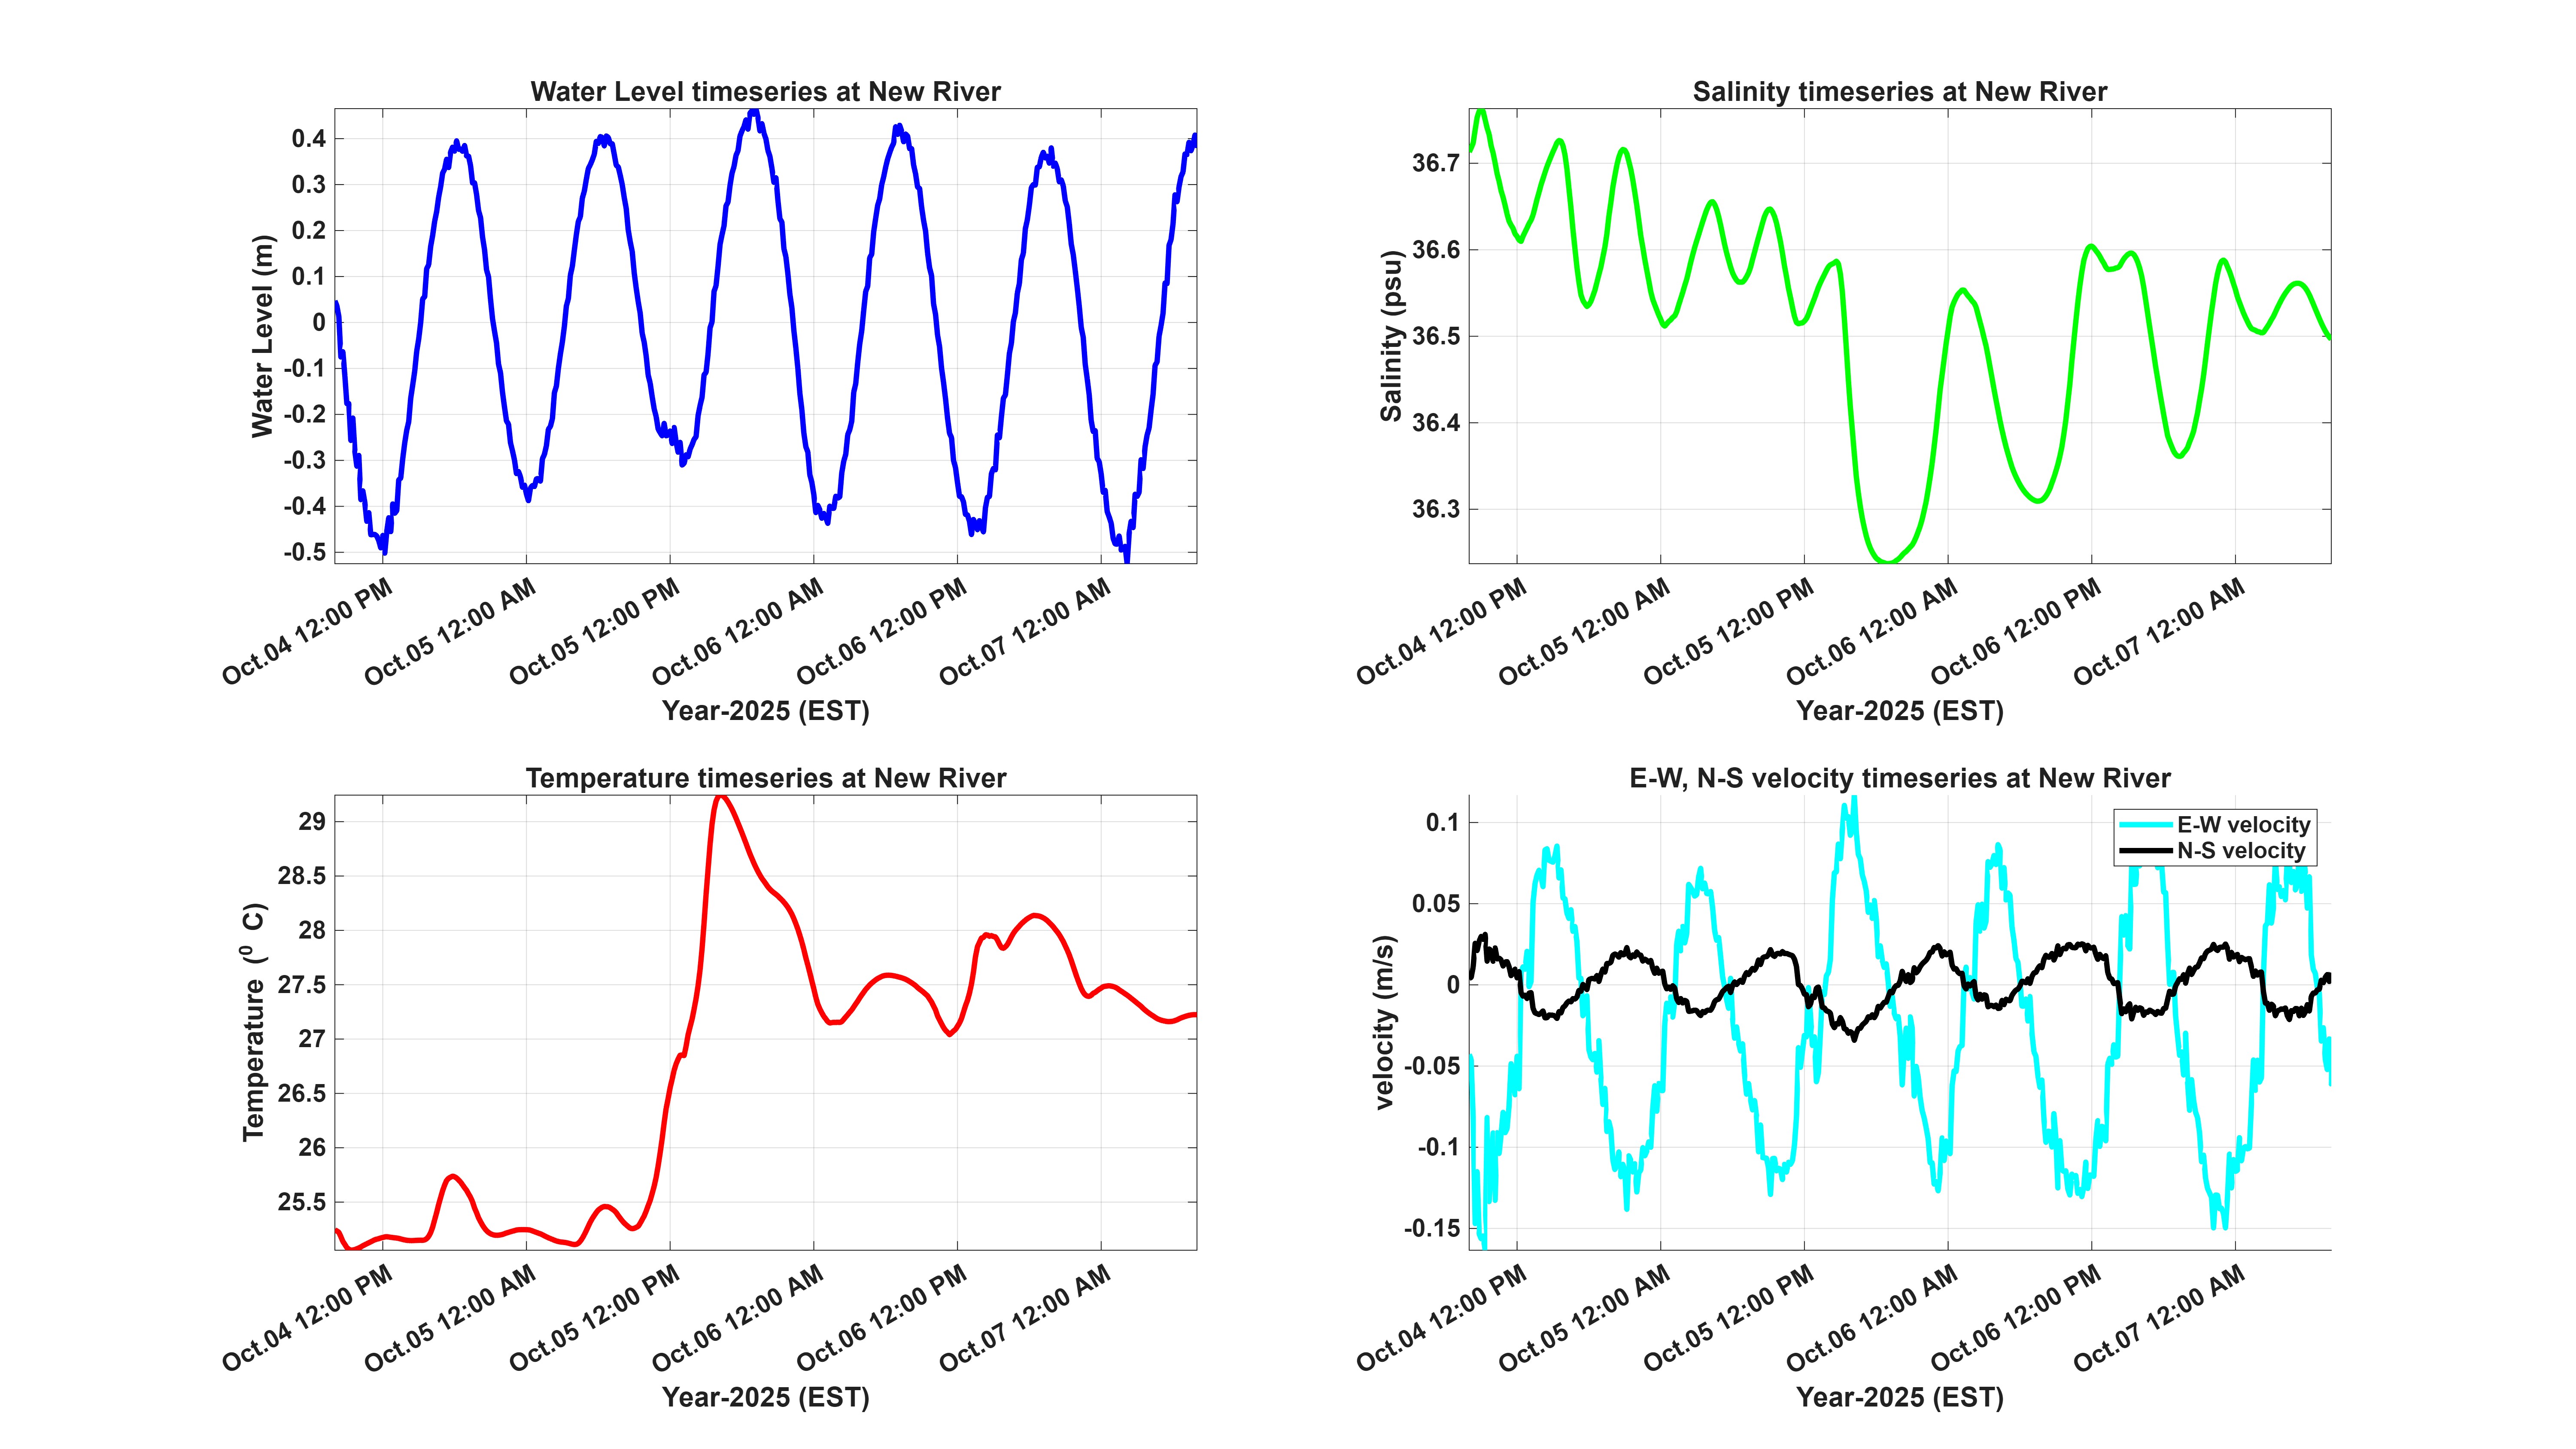 Water Level timeseries at New River
Water Level (m)
0.4
0.3
0.2
0.1
0
-0.1
-0.2
-0.3
-0.4
-0.5
Oct.04 12:00 PM
Oct.05 12:00 AM
Oct.05 12:00 PM
Oct.06 12:00 AM
Oct.06 12:00 PM
Oct.07 12:00 AM
Year-2025 (EST)
Salinity timeseries at New River
Salinity (psu)
36.7
36.6
36.5
36.4
36.3
Oct.04 12:00 PM
Oct.05 12:00 AM
Oct.05 12:00 PM
Oct.06 12:00 AM
Oct.06 12:00 PM
Oct.07 12:00 AM
Year-2025 (EST)
Temperature timeseries at New River
Temperature (⁰ C)
29
28.5
28
27.5
27
26.5
26
25.5
Oct.04 12:00 PM
Oct.05 12:00 AM
Oct.05 12:00 PM
Oct.06 12:00 AM
Oct.06 12:00 PM
Oct.07 12:00 AM
Year-2025 (EST)
E-W, N-S velocity timeseries at New River
velocity (m/s)
0.1
0.05
0
-0.05
-0.1
-0.15
E-W velocity
N-S velocity
Oct.04 12:00 PM
Oct.05 12:00 AM
Oct.05 12:00 PM
Oct.06 12:00 AM
Oct.06 12:00 PM
Oct.07 12:00 AM
Year-2025 (EST)